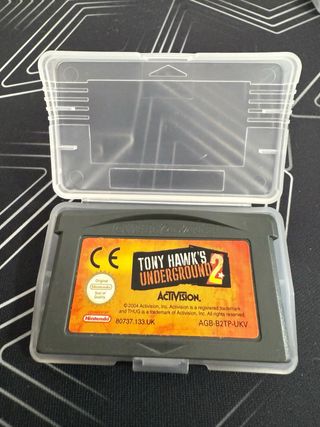 GAME BOY ADVANCE
CE
TONY HAWK'S
UNDERGROUND 2
Original
Nintendo
Seal of
Quality
ACTIVISION.
© 2004 Activision, Inc. Activision is a registered trademark
and THUG is a trademark of Activision, Inc. All rights reserved.
Nintendo
80737.133.UK
AGB-B2TP-UKV